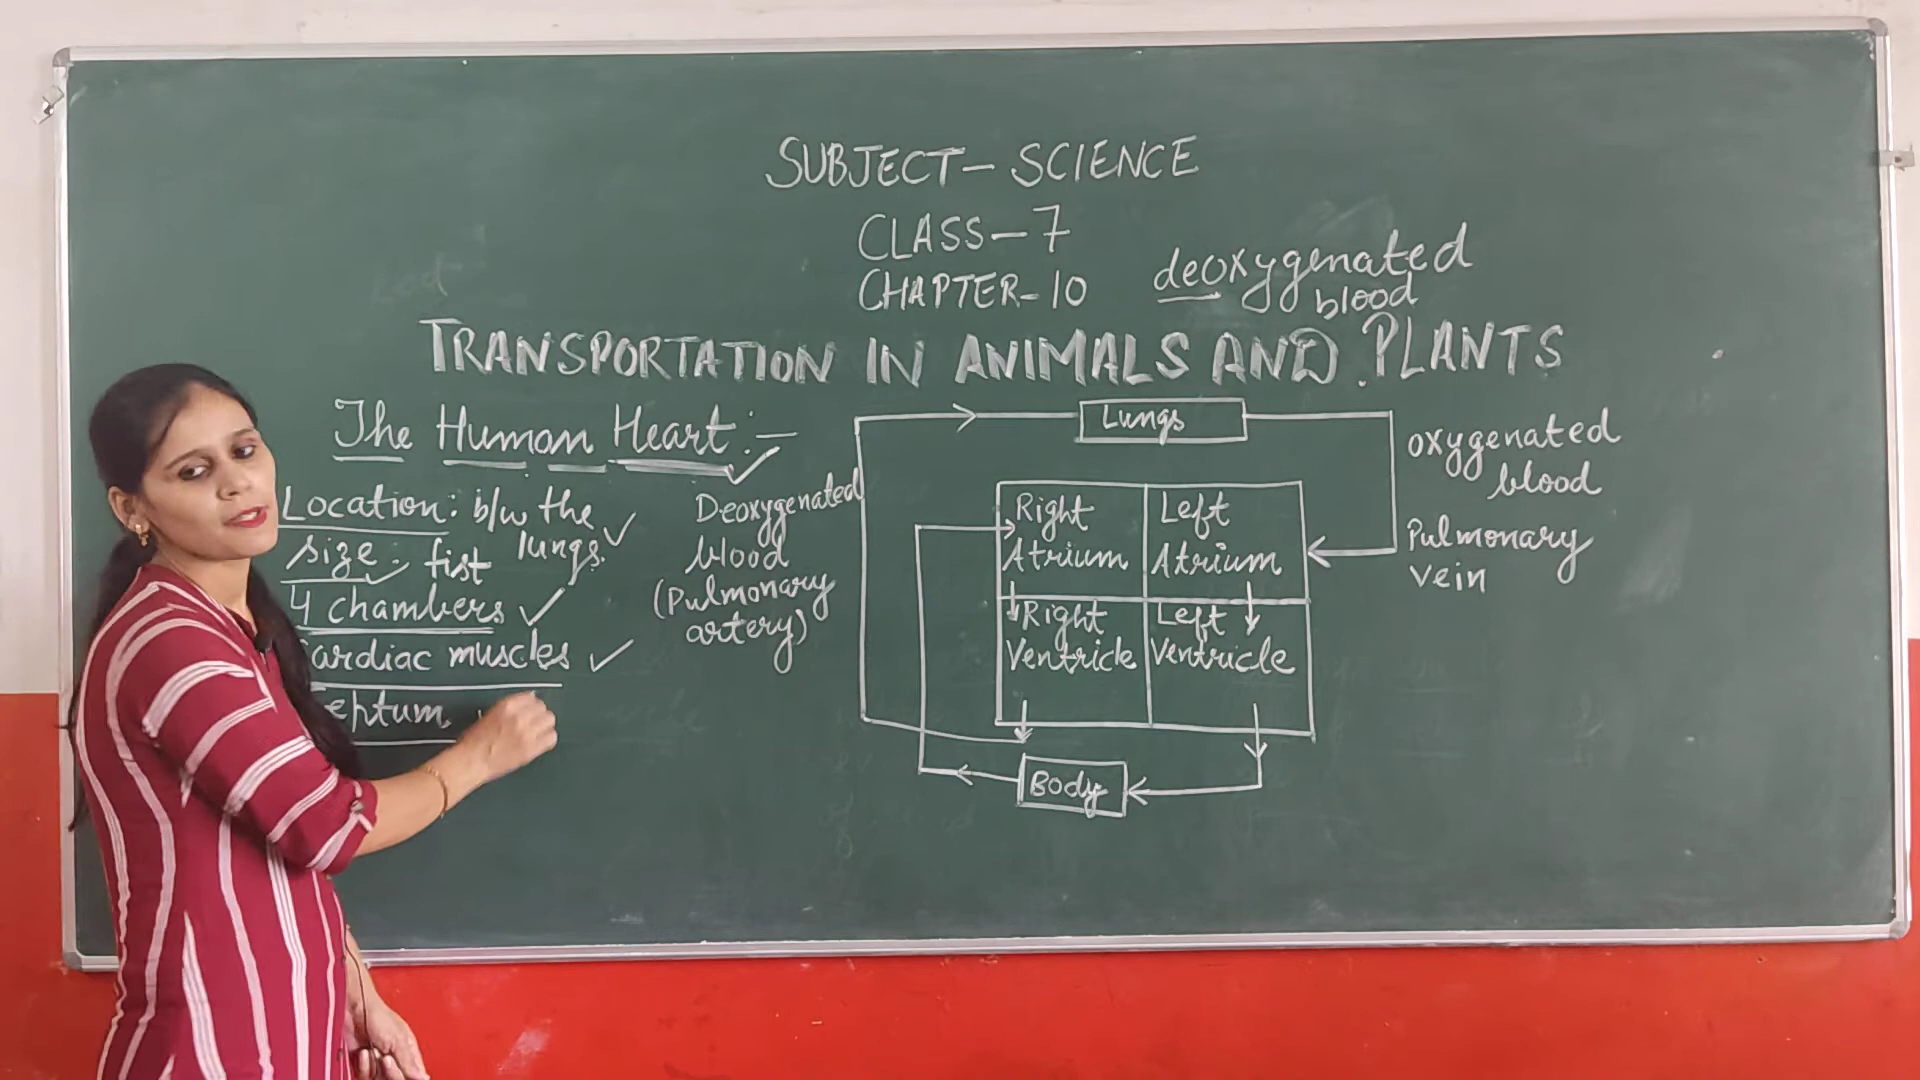 SUBJECT - SCIENCE
CLASS - 7
CHAPTER - 10
deoxygenated
blood
TRANSPORTATION IN ANIMALS AND PLANTS
The Human Heart :-
Location : b/w the
lungs.
size : fist
4 chambers
ardiac muscles
eptum
Deoxygenated
blood
(Pulmonary
artery)
Lungs
oxygenated
blood
Pulmonary
vein
Right
Atrium
Left
Atrium
Right
Ventricle
Left
Ventricle
Body